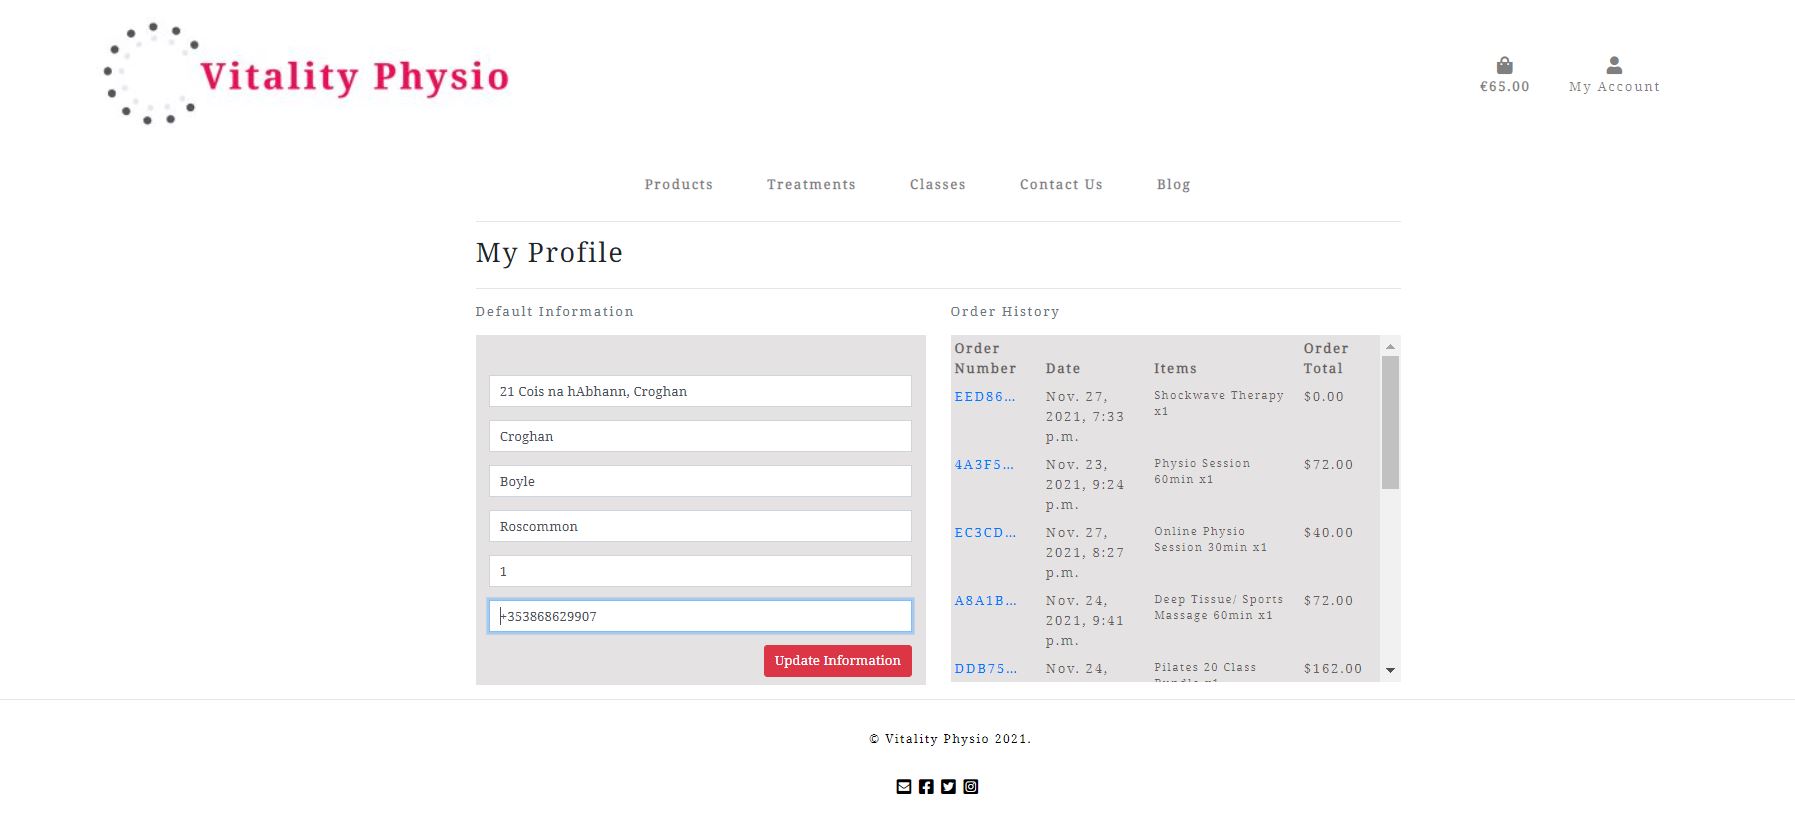 Vitality Physio
€65.00
My Account
Products Treatments Classes Contact Us Blog
My Profile
Default Information
21 Cois na hAbhann, Croghan
Croghan
Boyle
Roscommon
1
+353868629907
Update Information
Order History
Order
Number Date Items Order
Total
EED86... Nov. 27,
2021, 7:33
p.m. Shockwave Therapy
x1 $0.00
4A3F5... Nov. 23,
2021, 9:24
p.m. Physio Session
60min x1 $72.00
EC3CD... Nov. 27,
2021, 8:27
p.m. Online Physio
Session 30min x1 $40.00
A8A1B... Nov. 24,
2021, 9:41
p.m. Deep Tissue/ Sports
Massage 60min x1 $72.00
DDB75... Nov. 24, Pilates 20 Class $162.00
© Vitality Physio 2021.